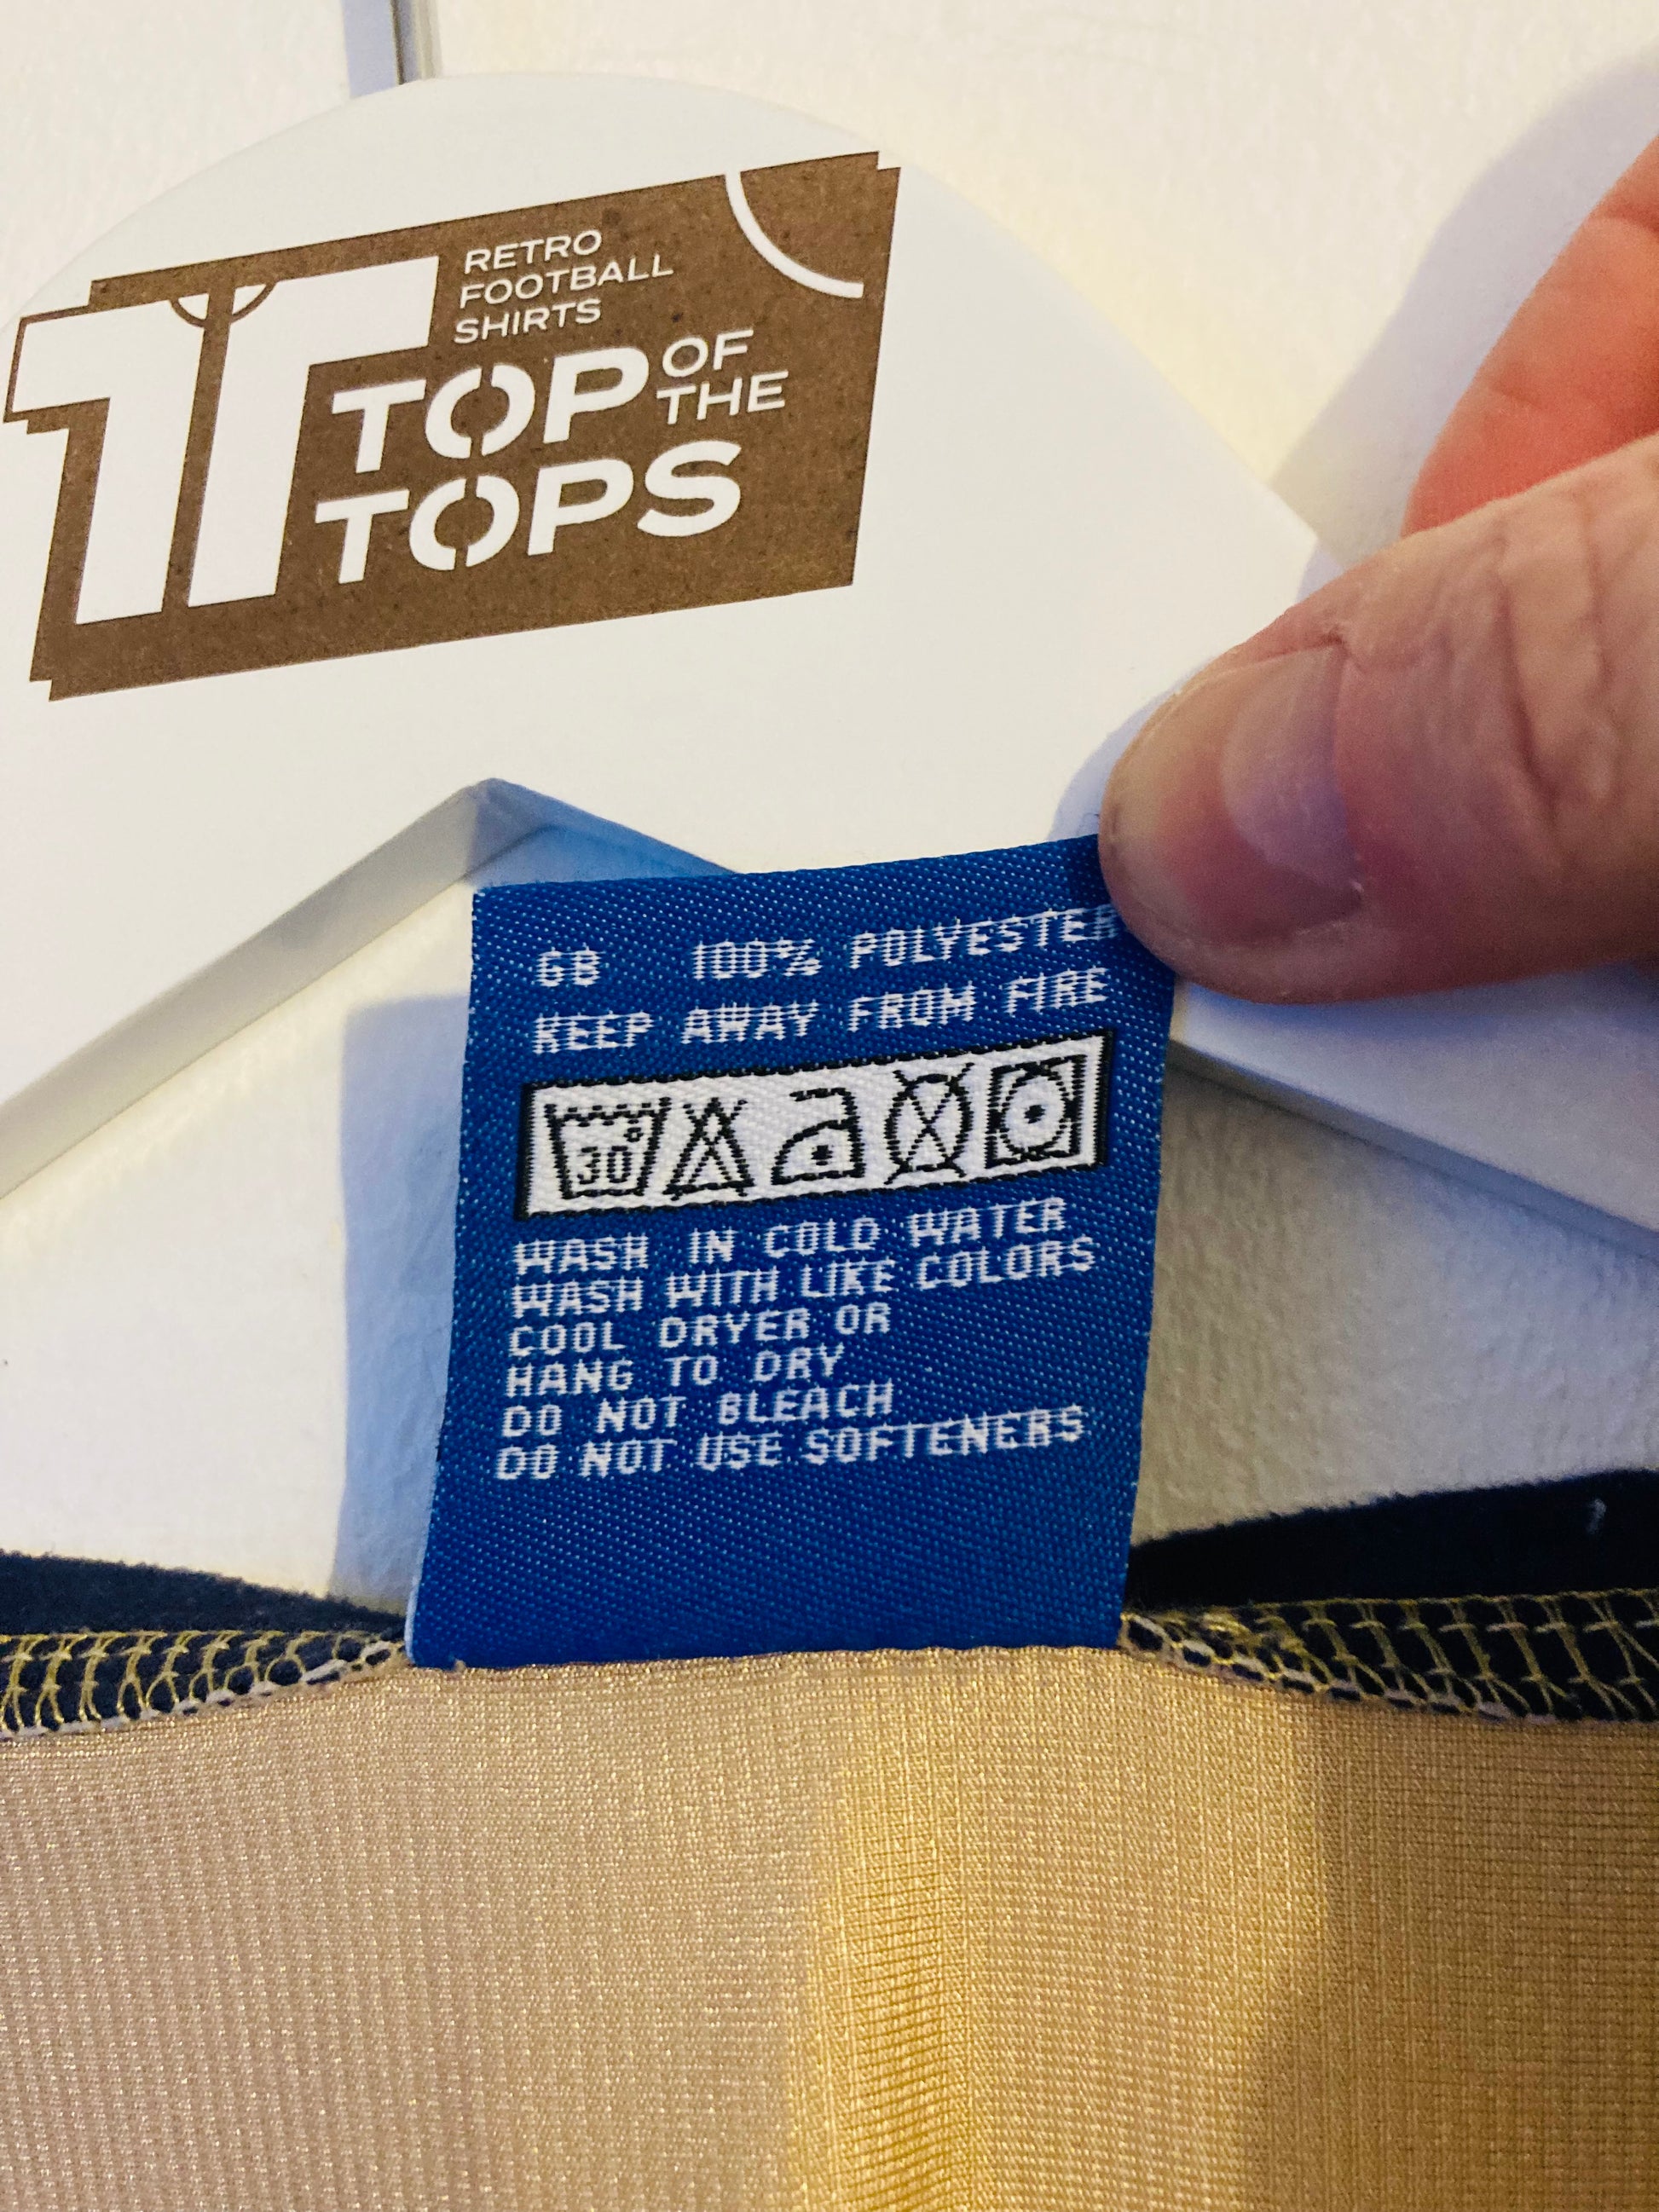 RETRO
FOOTBALL
SHIRTS
TOP OF THE
TOPS
GB 100% POLYESTER
KEEP AWAY FROM FIRE
30°
WASH IN COLD WATER
WASH WITH LIKE COLORS
COOL DRYER OR
HANG TO DRY
DO NOT BLEACH
DO NOT USE SOFTENERS